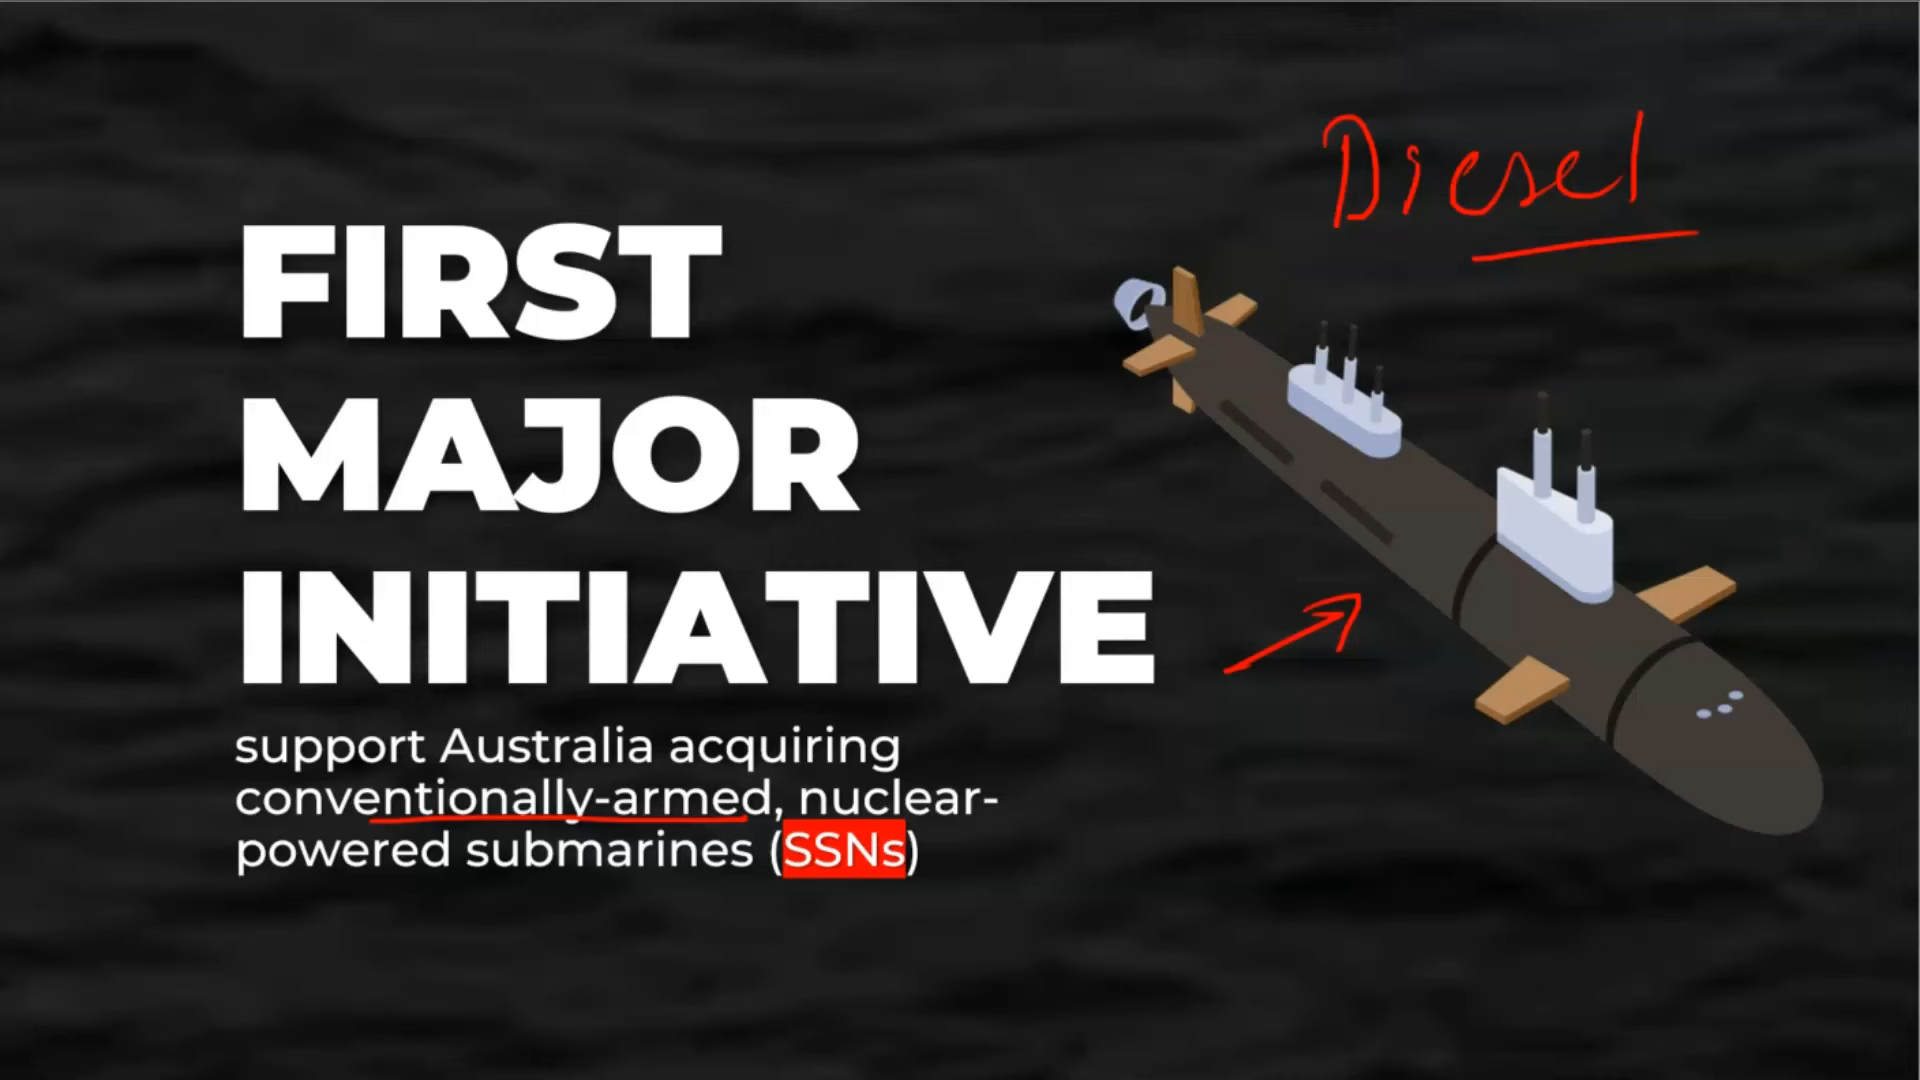 Diesel
FIRST
MAJOR
INITIATIVE
support Australia acquiring
conventionally-armed, nuclear-
powered submarines (SSNs)